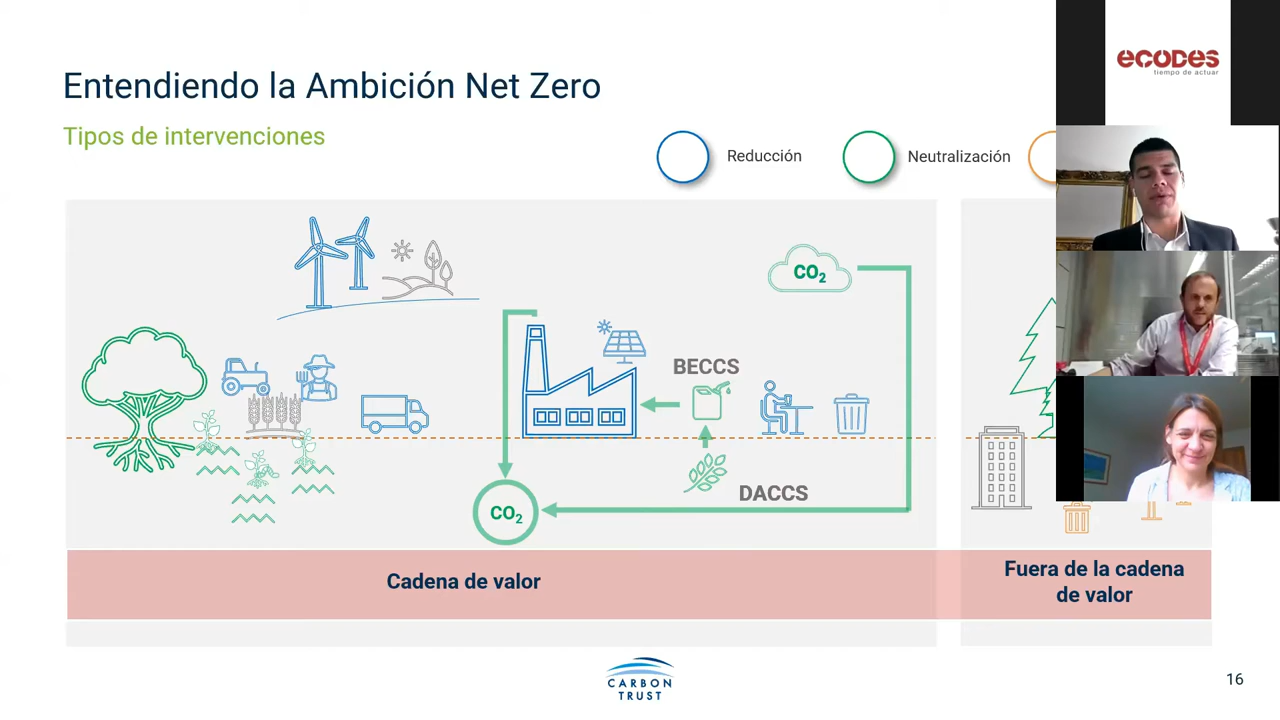 Entendiendo la Ambición Net Zero
Tipos de intervenciones
Reducción
Neutralización
ecodes
tiempo de actuar
CO₂
BECCS
DACCS
CO₂
Cadena de valor
Fuera de la cadena
de valor
CARBON
TRUST
16